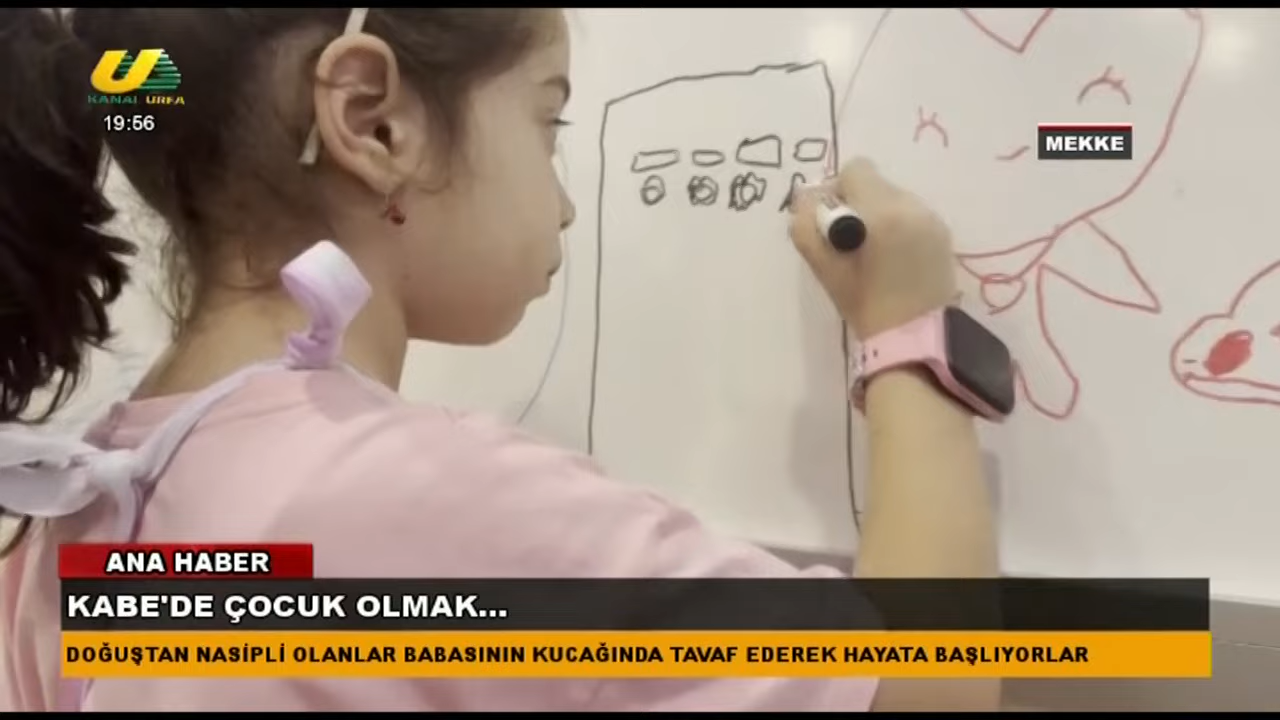 KANAL URFA
19:56
MEKKE
ANA HABER
KABE'DE ÇOCUK OLMAK...
DOĞUŞTAN NASİPLİ OLANLAR BABASININ KUCAĞINDA TAVAF EDEREK HAYATA BAŞLIYORLAR